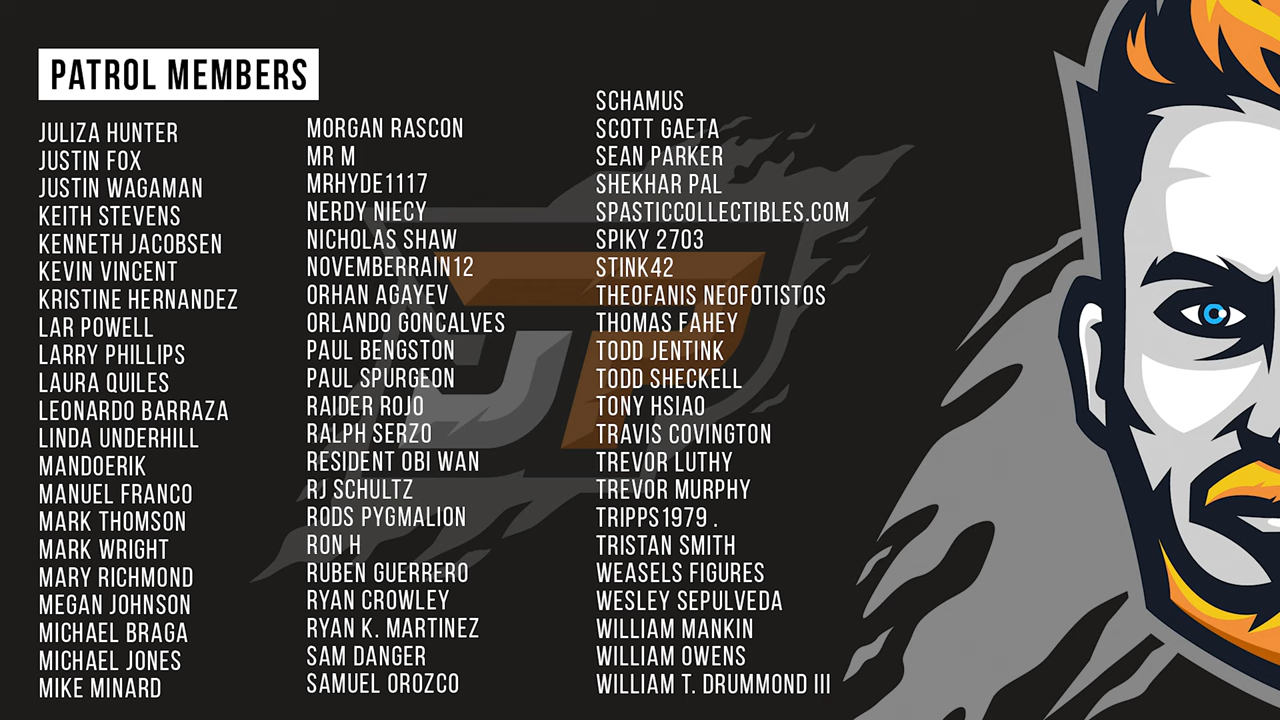 PATROL MEMBERS
JULIZA HUNTER
JUSTIN FOX
JUSTIN WAGAMAN
KEITH STEVENS
KENNETH JACOBSEN
KEVIN VINCENT
KRISTINE HERNANDEZ
LAR POWELL
LARRY PHILLIPS
LAURA QUILES
LEONARDO BARRAZA
LINDA UNDERHILL
MANDOERIK
MANUEL FRANCO
MARK THOMSON
MARK WRIGHT
MARY RICHMOND
MEGAN JOHNSON
MICHAEL BRAGA
MICHAEL JONES
MIKE MINARD
MORGAN RASCON
MR M
MRHYDE1117
NERDY NIECY
NICHOLAS SHAW
NOVEMBERRAIN12
ORHAN AGAYEV
ORLANDO GONCALVES
PAUL BENGSTON
PAUL SPURGEON
RAIDER ROJO
RALPH SERZO
RESIDENT OBI WAN
RJ SCHULTZ
RODS PYGMALION
RON H
RUBEN GUERRERO
RYAN CROWLEY
RYAN K. MARTINEZ
SAM DANGER
SAMUEL OROZCO
SCHAMUS
SCOTT GAETA
SEAN PARKER
SHEKHAR PAL
SPASTICCOLLECTIBLES.COM
SPIKY 2703
STINK42
THEOFANIS NEOFOTISTOS
THOMAS FAHEY
TODD JENTINK
TODD SHECKELL
TONY HSIAO
TRAVIS COVINGTON
TREVOR LUTHY
TREVOR MURPHY
TRIPPS1979 .
TRISTAN SMITH
WEASELS FIGURES
WESLEY SEPULVEDA
WILLIAM MANKIN
WILLIAM OWENS
WILLIAM T. DRUMMOND III
JP